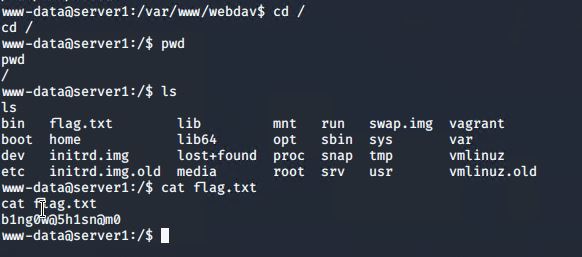 www-data@server1:/var/www/webdav$ cd /
cd /
www-data@server1:/$ pwd
pwd
/
www-data@server1:/$ ls
ls
bin flag.txt lib mnt run swap.img vagrant
boot home lib64 opt sbin sys var
dev initrd.img lost+found proc snap tmp vmlinuz
etc initrd.img.old media root srv usr vmlinuz.old
www-data@server1:/$ cat flag.txt
cat flag.txt
b1ng0w@5h1sn@m0
www-data@server1:/$